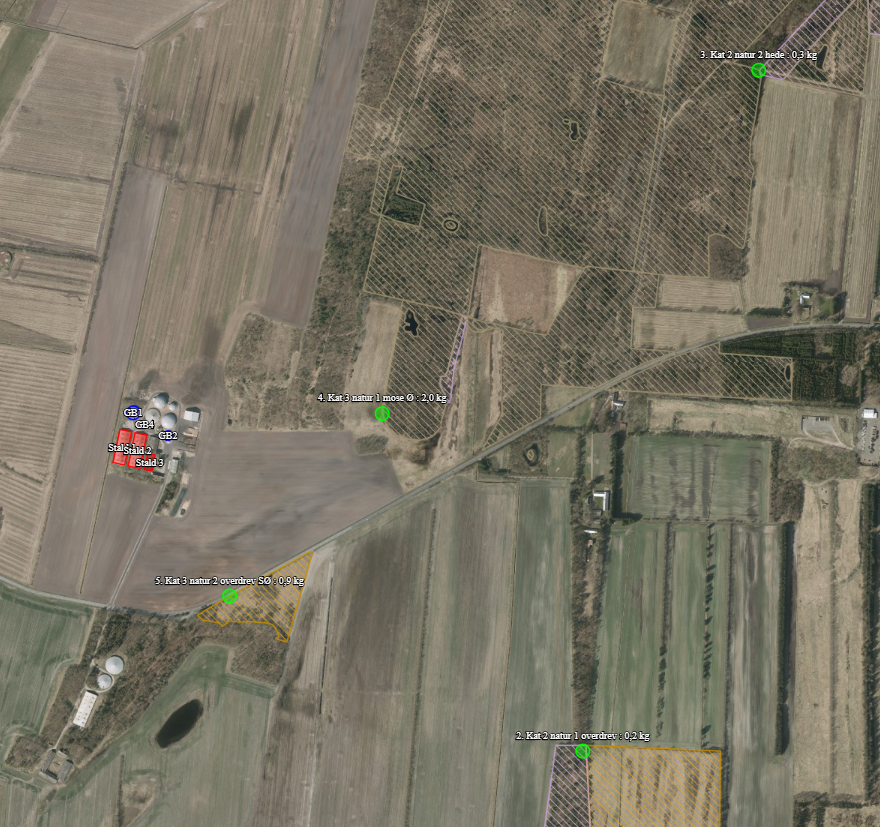 3. Kat 2 natur 2 hede : 0,3 kg
4. Kat 3 natur 1 mose Ø : 2,0 kg
GB1
GB4
GB2
Stald 2
Stald 3
5. Kat 3 natur 2 overdrev SØ : 0,9 kg
2. Kat 2 natur 1 overdrev : 0,2 kg